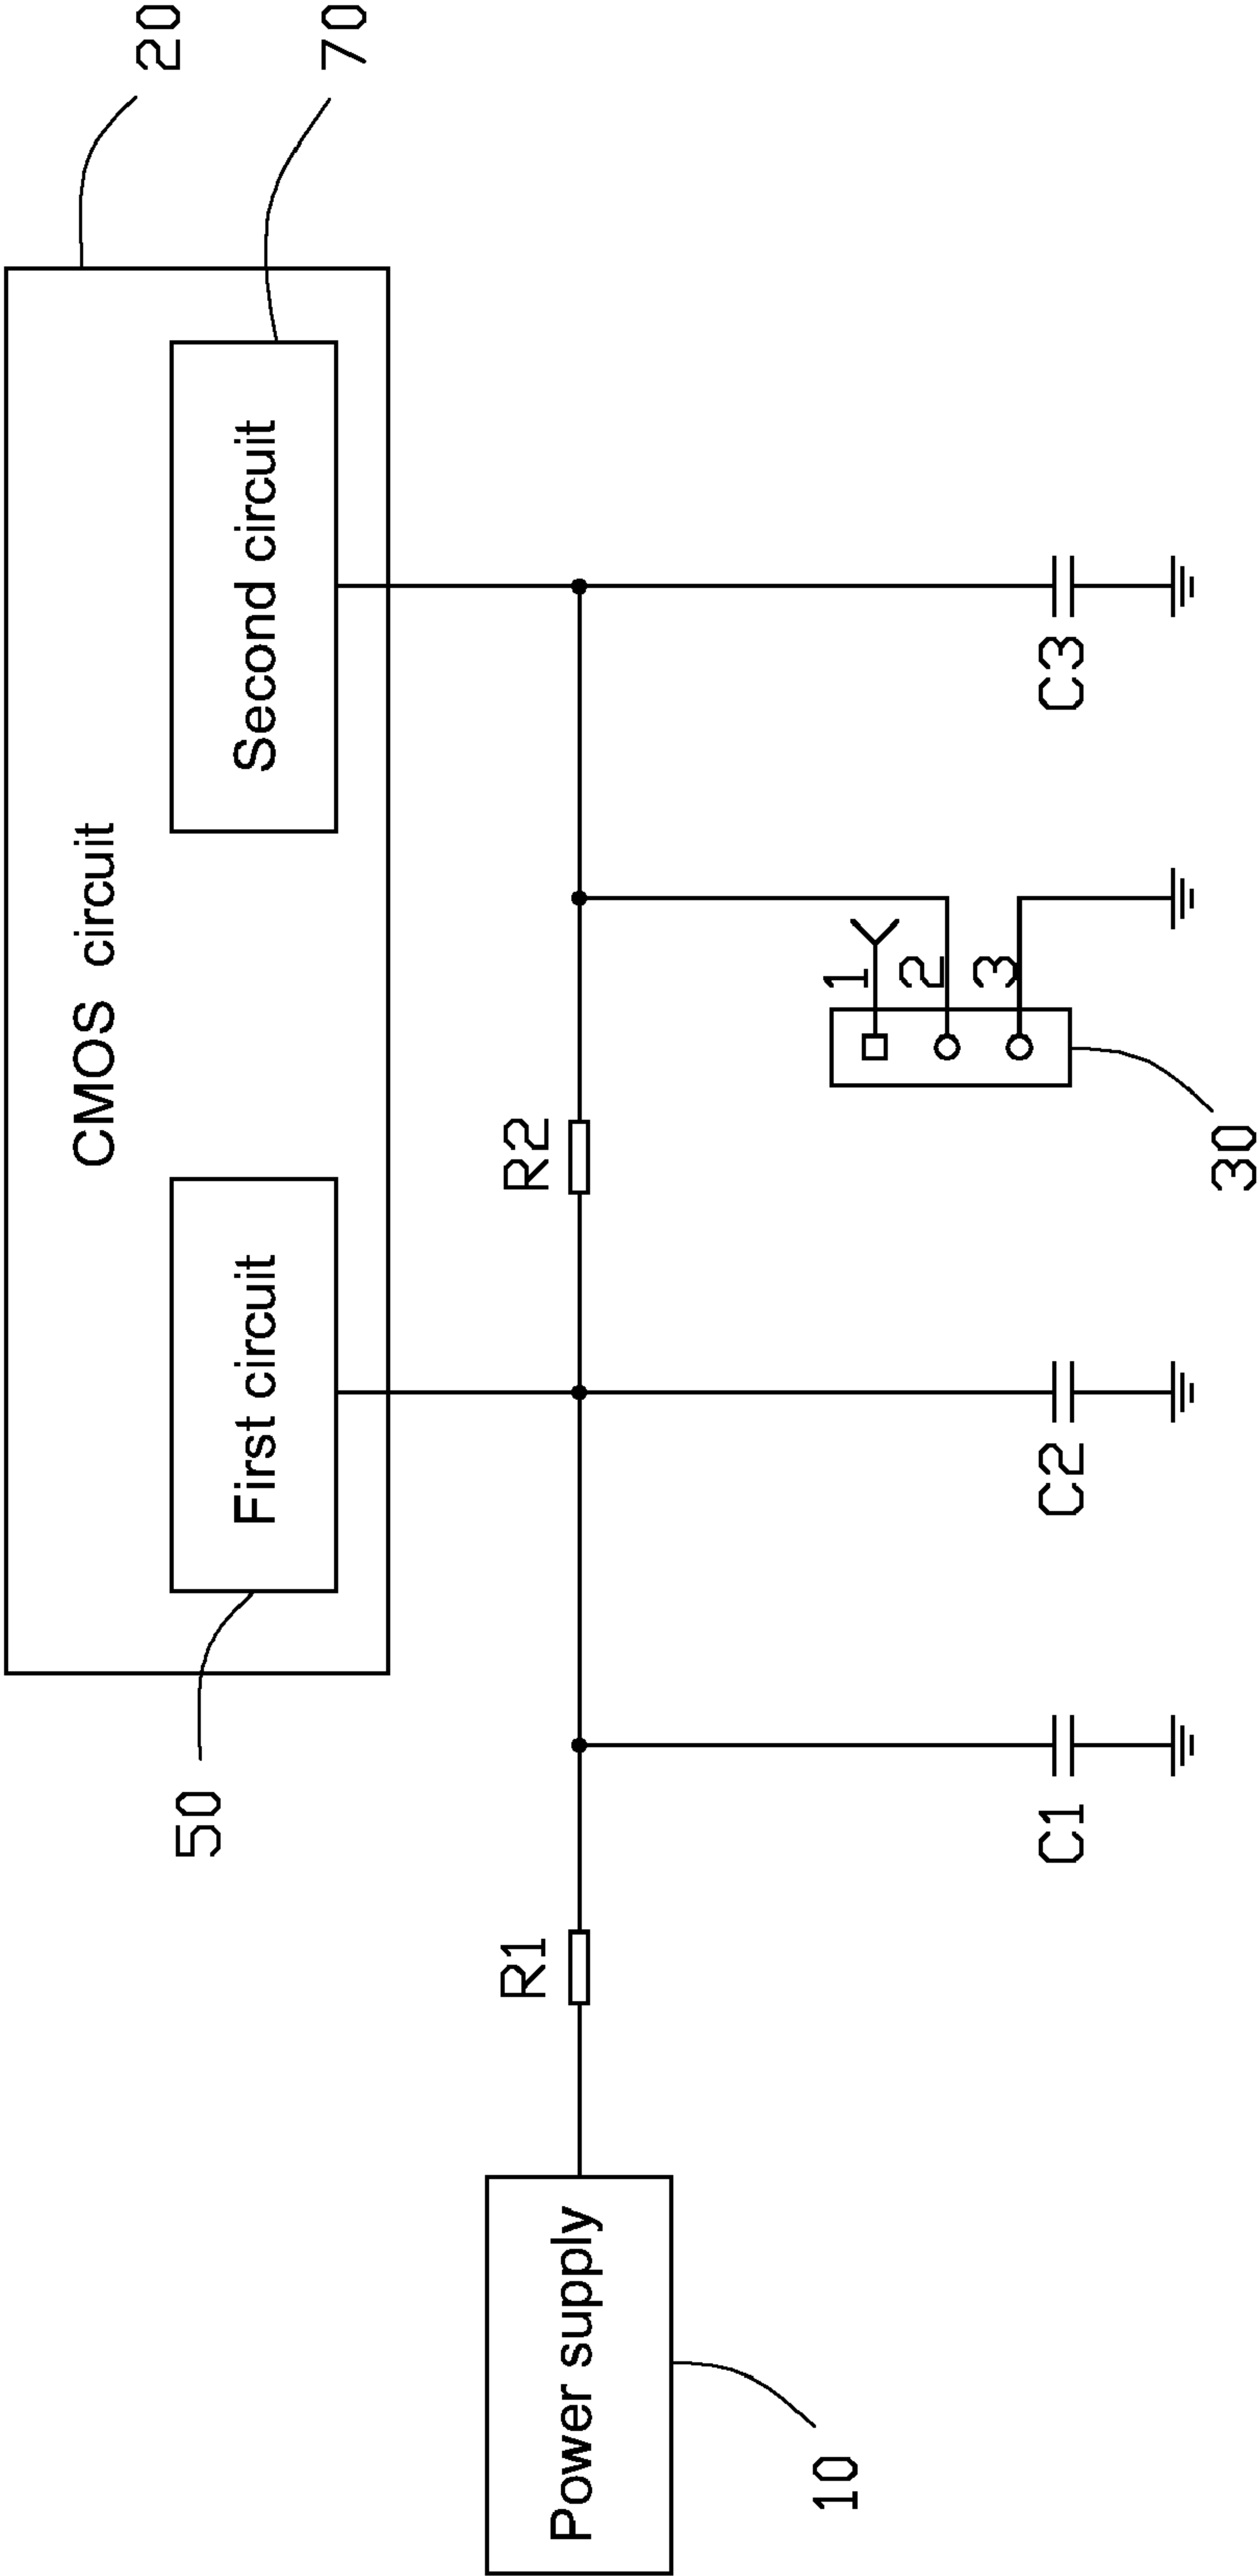 20
70
CMOS circuit
First circuit
Second circuit
50
R1
R2
Power supply
1
2
3
10
C1
C2
C3
30